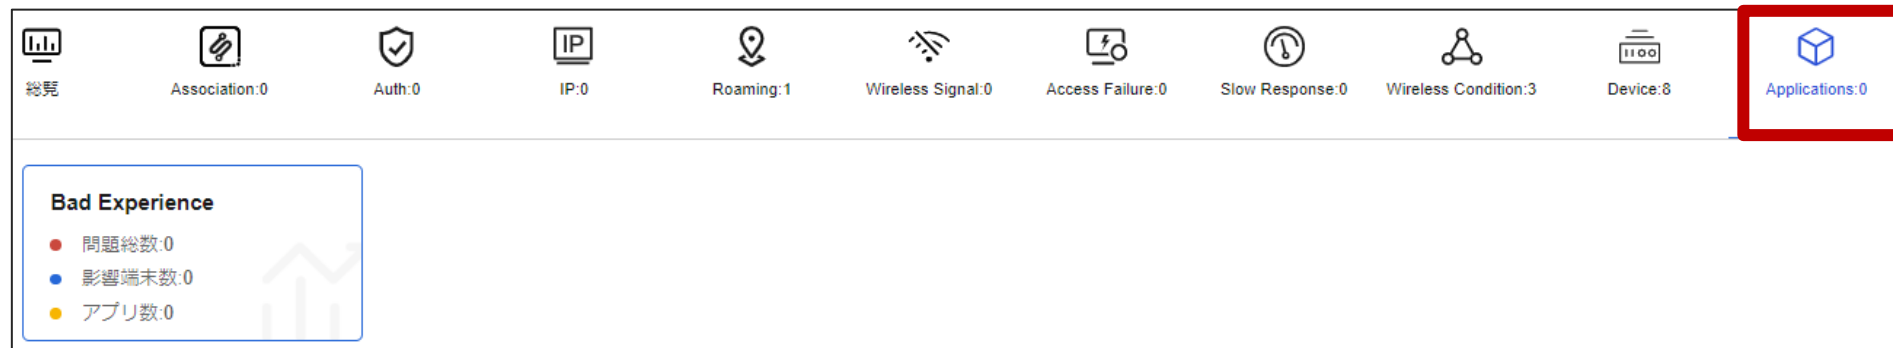 IP
総覧
Association:0
Auth:0
IP:0
Roaming:1
Wireless Signal:0
Access Failure:0
Slow Response:0
Wireless Condition:3
Device:8
Applications:0
Bad Experience
問題総数:0
影響端末数:0
アプリ数:0